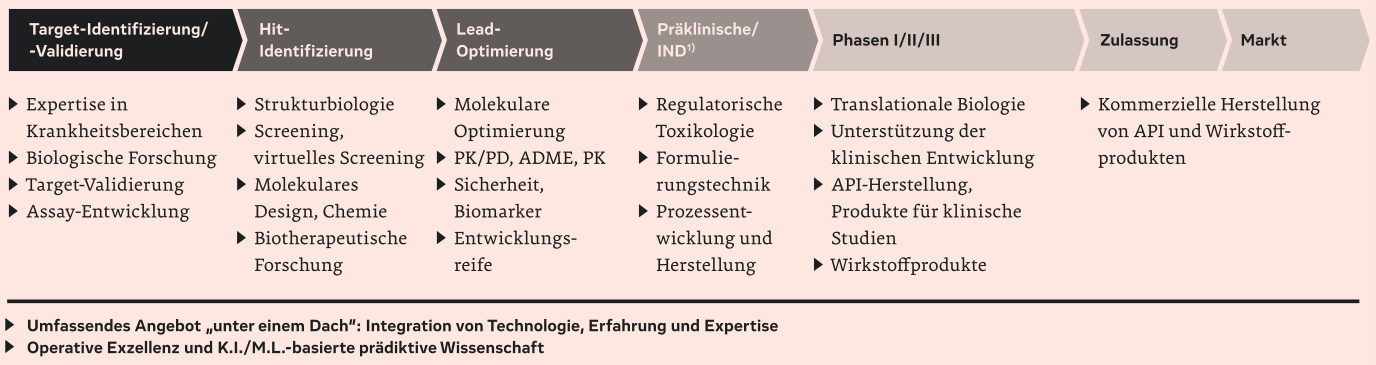 Target-Identifizierung/
-Validierung
Hit-
Identifizierung
Lead-
Optimierung
Präklinische/
IND¹⁾
Phasen I/II/III
Zulassung
Markt
▶ Expertise in
Krankheitsbereichen
▶ Biologische Forschung
▶ Target-Validierung
▶ Assay-Entwicklung
▶ Strukturbiologie
▶ Screening,
virtuelles Screening
▶ Molekulares
Design, Chemie
▶ Biotherapeutische
Forschung
▶ Molekulare
Optimierung
▶ PK/PD, ADME, PK
▶ Sicherheit,
Biomarker
▶ Entwicklungs-
reife
▶ Regulatorische
Toxikologie
▶ Formulie-
rungstechnik
▶ Prozessent-
wicklung und
Herstellung
▶ Translationale Biologie
▶ Unterstützung der
klinischen Entwicklung
▶ API-Herstellung,
Produkte für klinische
Studien
▶ Wirkstoffprodukte
▶ Kommerzielle Herstellung
von API und Wirkstoff-
produkten
▶ Umfassendes Angebot „unter einem Dach“: Integration von Technologie, Erfahrung und Expertise
▶ Operative Exzellenz und K.I./M.L.-basierte prädiktive Wissenschaft